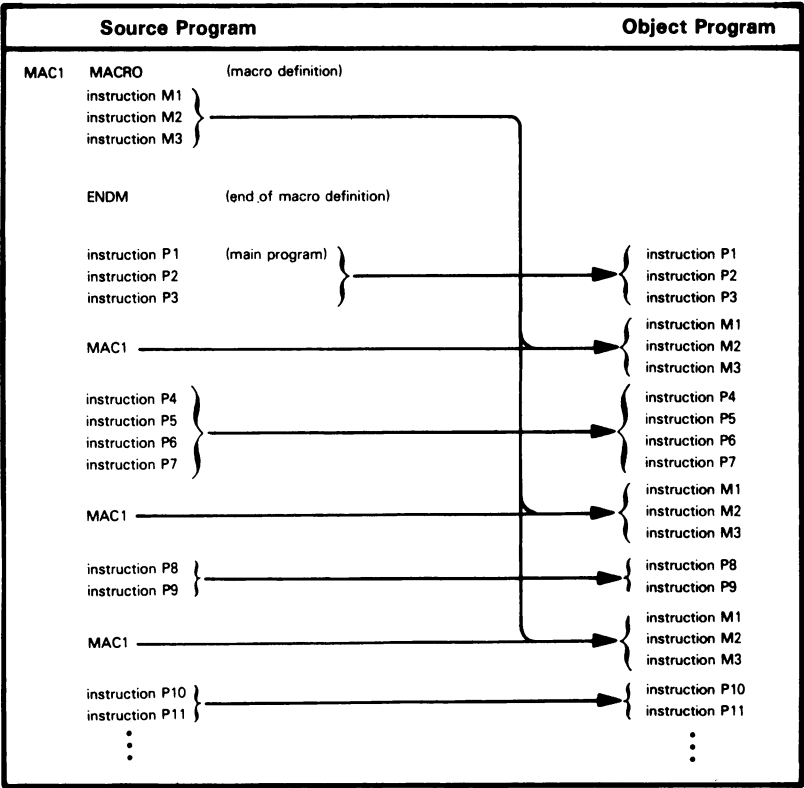 Source Program
Object Program
MAC1 MACRO (macro definition)
instruction M1
instruction M2
instruction M3
ENDM (end of macro definition)
instruction P1 (main program)
instruction P2
instruction P3
instruction P1
instruction P2
instruction P3
MAC1
instruction M1
instruction M2
instruction M3
instruction P4
instruction P5
instruction P6
instruction P7
instruction P4
instruction P5
instruction P6
instruction P7
MAC1
instruction M1
instruction M2
instruction M3
instruction P8
instruction P9
instruction P8
instruction P9
MAC1
instruction M1
instruction M2
instruction M3
instruction P10
instruction P11
instruction P10
instruction P11